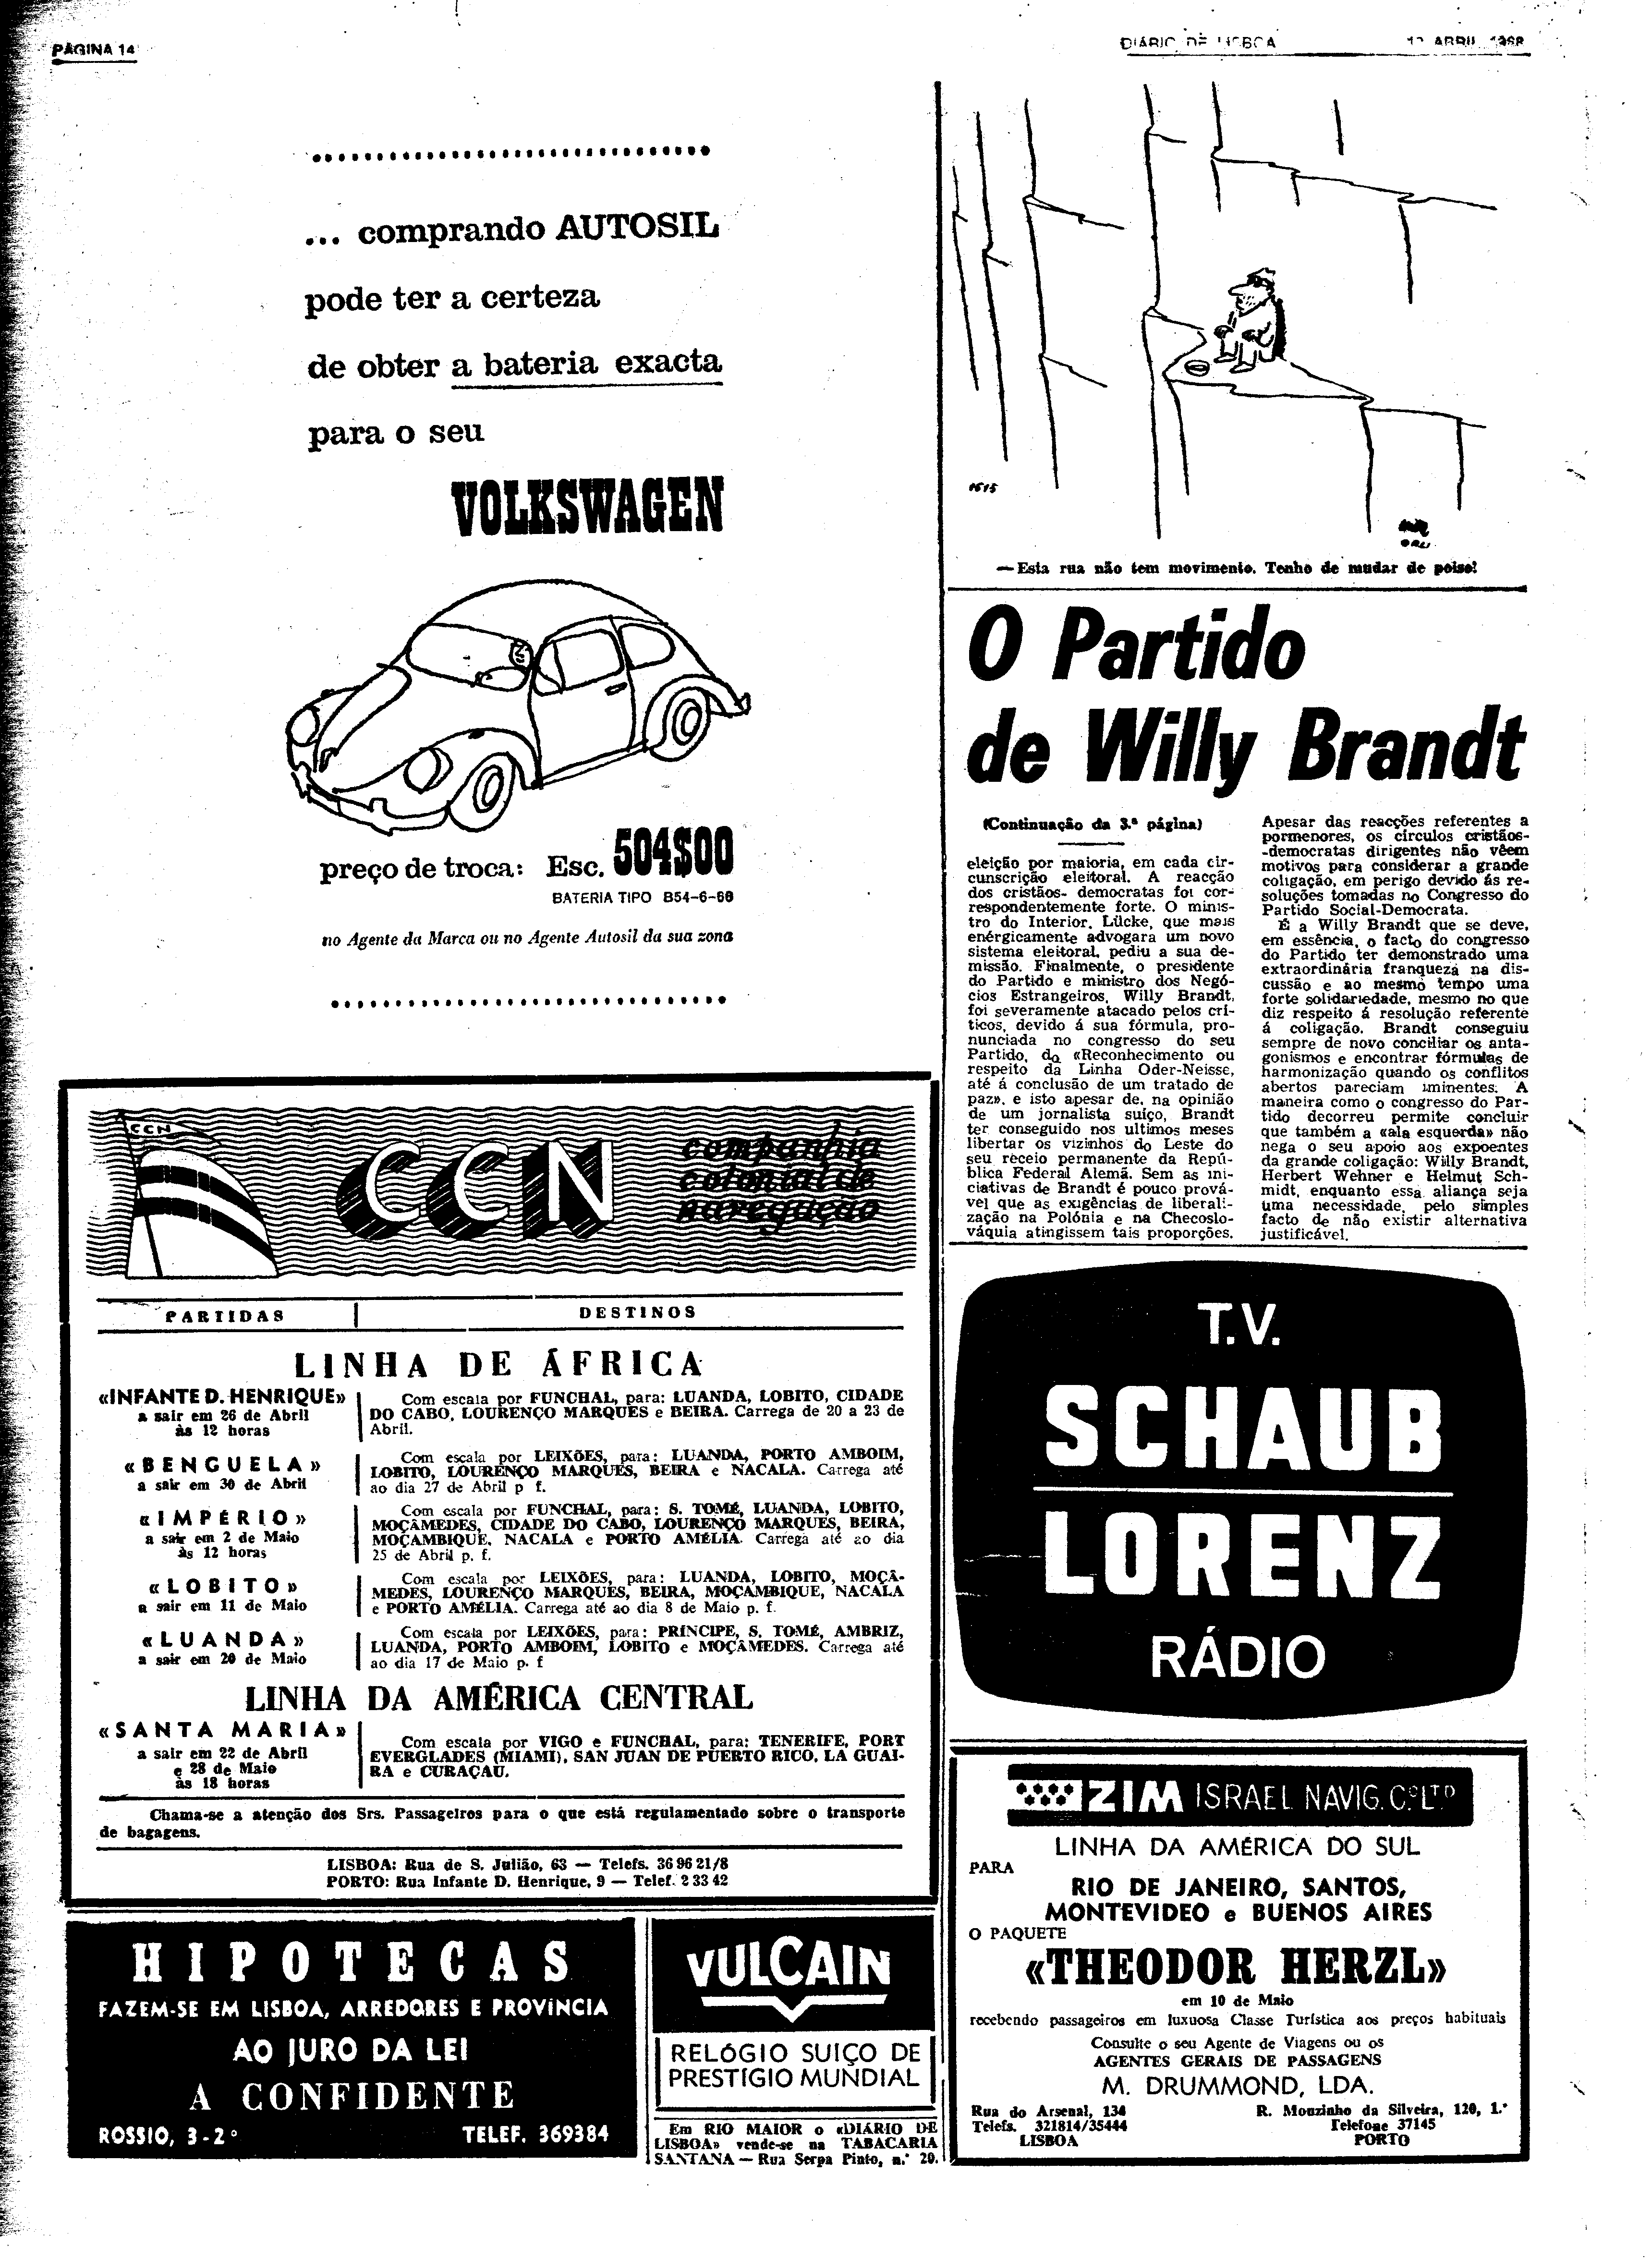 PÁGINA 14
DIÁRIO DE LISBOA
ABRIL 1968
... comprando AUTOSIL
pode ter a certeza
de obter a bateria exacta
para o seu
VOLKSWAGEN
preço de troca: Esc. 504$00
BATERIA TIPO B54-6-66
no Agente da Marca ou no Agente Autosil da sua zona
—Esta rua não tem movimento. Tenho de mudar de poiso!
O Partido
de Willy Brandt
(Continuação da 3.ª página)
eleição por maioria, em cada cir-
cunscrição eleitoral. A reacção
dos cristãos- democratas foi cor-
respondentemente forte. O minis-
tro do Interior, Lücke, que mais
enérgicamente advogara um novo
sistema eleitoral, pediu a sua de-
missão. Finalmente, o presidente
do Partido e ministro dos Negó-
cios Estrangeiros, Willy Brandt,
foi severamente atacado pelos crí-
ticos, devido á sua fórmula, pro-
nunciada no congresso do seu
Partido, da «Reconhecimento ou
respeito da Linha Oder-Neisse,
até á conclusão de um tratado de
paz», e isto apesar de, na opinião
de um jornalista suíço, Brandt
ter conseguido nos ultimos meses
libertar os vizinhos do Leste do
seu receio permanente da Repú-
blica Federal Alemã. Sem as ini-
ciativas de Brandt é pouco prová-
vel que as exigências de liberali-
zação na Polónia e na Checoslo-
váquia atingissem tais proporções.
Apesar das reacções referentes a
pormenores, os círculos cristãos-
-democratas dirigentes não vêem
motivos para considerar a grande
coligação, em perigo devido ás re-
soluções tomadas no Congresso do
Partido Social-Democrata.
É a Willy Brandt que se deve,
em essência, o facto do congresso
do Partido ter demonstrado uma
extraordinária franqueza na dis-
cussão e ao mesmo tempo uma
forte solidariedade, mesmo no que
diz respeito á resolução referente
á coligação. Brandt conseguiu
sempre de novo conciliar os anta-
gonismos e encontrar fórmulas de
harmonização quando os conflitos
abertos pareciam iminentes. A
maneira como o congresso do Par-
tido decorreu permite concluir
que também a «ala esquerda» não
nega o seu apoio aos expoentes
da grande coligação: Willy Brandt,
Herbert Wehner e Helmut Sch-
midt, enquanto essa aliança seja
uma necessidade, pelo simples
facto de não existir alternativa
justificável.
CCN
CCN
companhia
colonial de
navegação
PARTIDAS
DESTINOS
LINHA DE ÁFRICA
«INFANTE D. HENRIQUE»
a sair em 26 de Abril
às 12 horas
Com escala por FUNCHAL, para: LUANDA, LOBITO, CIDADE
DO CABO, LOURENÇO MARQUES e BEIRA. Carrega de 20 a 23 de
Abril.
«BENGUELA»
a sair em 30 de Abril
Com escala por LEIXÕES, para: LUANDA, PORTO AMBOIM,
LOBITO, LOURENÇO MARQUES, BEIRA e NACALA. Carrega até
ao dia 27 de Abril p f.
«IMPÉRIO»
a sair em 2 de Maio
às 12 horas
Com escala por FUNCHAL, para: S. TOMÉ, LUANDA, LOBITO,
MOÇÂMEDES, CIDADE DO CABO, LOURENÇO MARQUES, BEIRA,
MOÇAMBIQUE, NACALA e PORTO AMÉLIA. Carrega até ao dia
25 de Abril p. f.
«LOBITO»
a sair em 11 de Maio
Com escala por LEIXÕES, para: LUANDA, LOBITO, MOÇÂ-
MEDES, LOURENÇO MARQUES, BEIRA, MOÇAMBIQUE, NACALA
e PORTO AMÉLIA. Carrega até ao dia 8 de Maio p. f.
«LUANDA»
a sair em 20 de Maio
Com escala por LEIXÕES, para: PRÍNCIPE, S. TOMÉ, AMBRIZ,
LUANDA, PORTO AMBOIM, LOBITO e MOÇÂMEDES. Carrega até
ao dia 17 de Maio p. f
LINHA DA AMÉRICA CENTRAL
«SANTA MARIA»
a sair em 22 de Abril
e 28 de Maio
às 18 horas
Com escala por VIGO e FUNCHAL, para: TENERIFE, PORT
EVERGLADES (MIAMI), SAN JUAN DE PUERTO RICO, LA GUAI-
RA e CURAÇAU.
Chama-se a atenção dos Srs. Passageiros para o que está regulamentado sobre o transporte
de bagagens.
LISBOA: Rua de S. Julião, 63 — Telefs. 36 96 21/8
PORTO: Rua Infante D. Henrique, 9 — Telef. 2 33 42
T.V.
SCHAUB
LORENZ
RÁDIO
HIPOTECAS
FAZEM-SE EM LISBOA, ARREDORES E PROVÍNCIA
AO JURO DA LEI
A CONFIDENTE
ROSSIO, 3-2º TELEF. 369384
VULCAIN
RELÓGIO SUIÇO DE
PRESTÍGIO MUNDIAL
Em RIO MAIOR o «DIÁRIO DE
LISBOA» vende-se na TABACARIA
SANTANA — Rua Serpa Pinto, n.º 20.
ZIM ISRAEL NAVIG. Cº LTD
LINHA DA AMÉRICA DO SUL
PARA
RIO DE JANEIRO, SANTOS,
MONTEVIDEO e BUENOS AIRES
O PAQUETE
«THEODOR HERZL»
em 10 de Maio
recebendo passageiros em luxuosa Classe Turística aos preços habituais
Consulte o seu Agente de Viagens ou os
AGENTES GERAIS DE PASSAGENS
M. DRUMMOND, LDA.
Rua do Arsenal, 134
Telefs. 321814/35444
LISBOA
R. Mouzinho da Silveira, 120, 1.º
Telefone 37145
PORTO